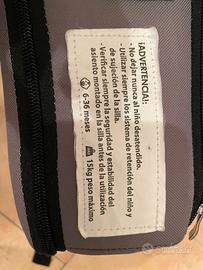 ¡ADVERTENCIA!:
- No dejar nunca al niño desatendido.
- Utilizar siempre los sistema de retención del niño y
de sujeción de la silla.
- Verificar siempre la seguridad y estabilidad del
asiento montado en la silla antes de la utilización
6-36 meses
15kg peso máximo